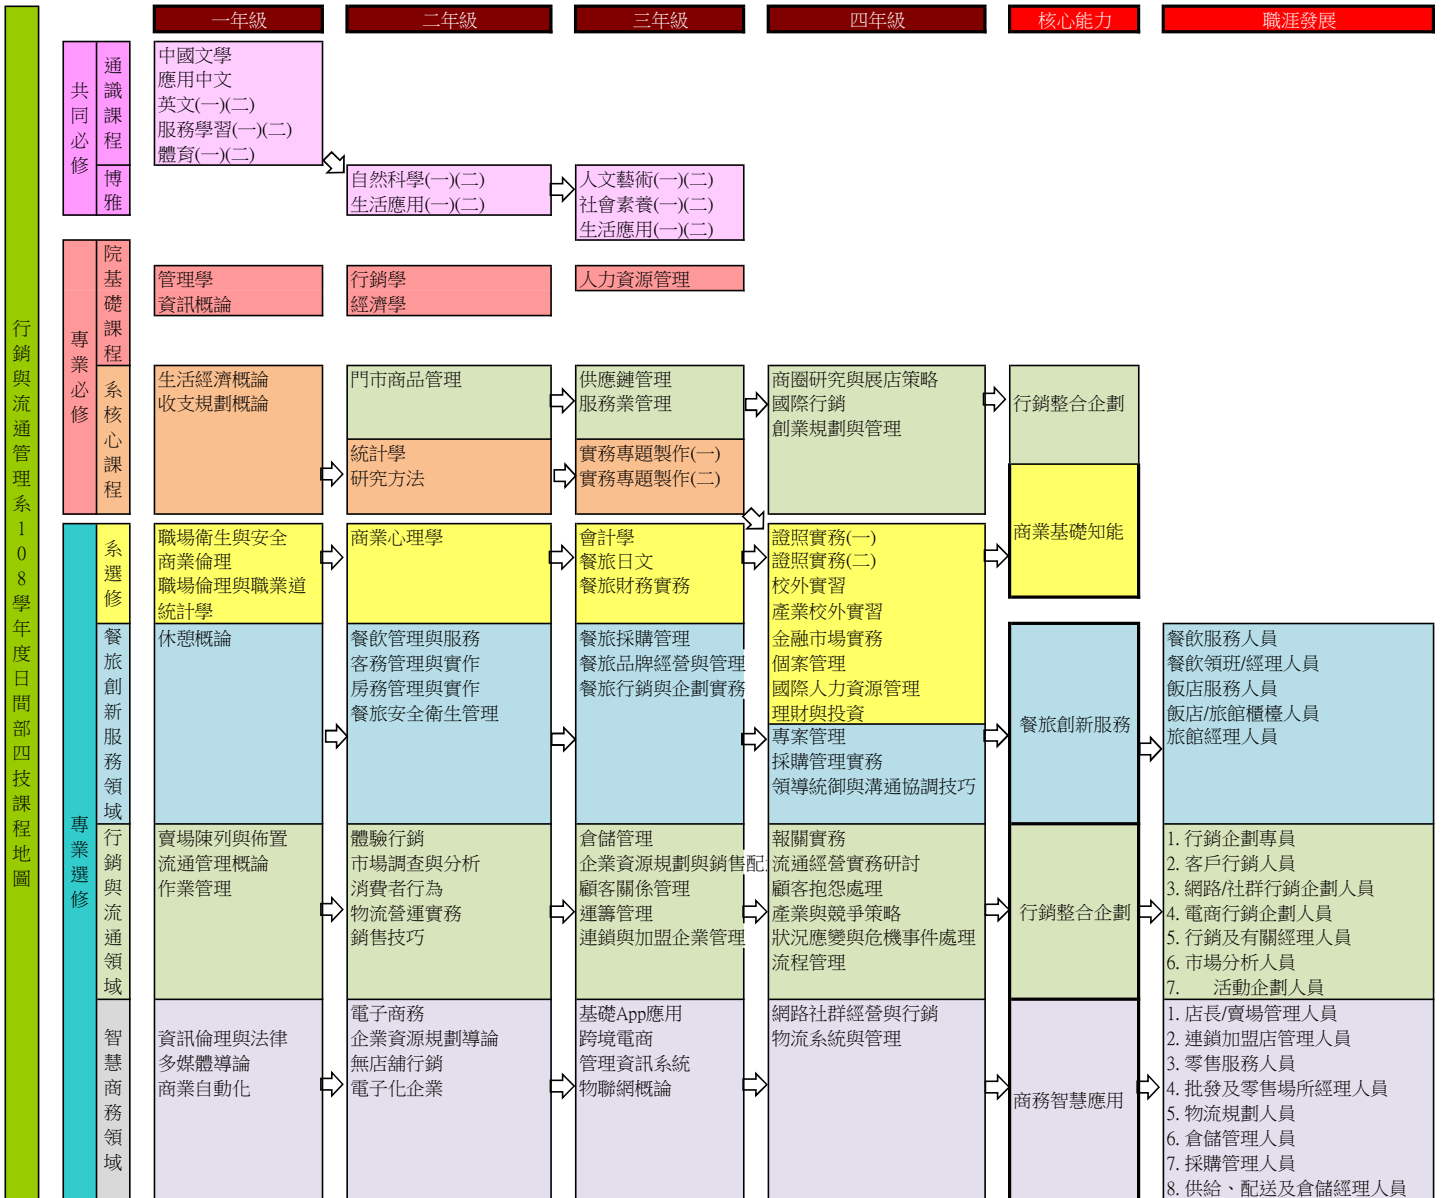 行銷與流通管理系108學年度日間部四技課程地圖
一年級
二年級
三年級
四年級
核心能力
職涯發展
共同必修
通識課程
中國文學
應用中文
英文(一)(二)
服務學習(一)(二)
體育(一)(二)
博雅
自然科學(一)(二)
生活應用(一)(二)
人文藝術(一)(二)
社會素養(一)(二)
生活應用(一)(二)
專業必修
院基礎課程
管理學
資訊概論
行銷學
經濟學
人力資源管理
系核心課程
生活經濟概論
收支規劃概論
門市商品管理
統計學
研究方法
供應鏈管理
服務業管理
實務專題製作(一)
實務專題製作(二)
商圈研究與展店策略
國際行銷
創業規劃與管理
行銷整合企劃
商業基礎知能
專業選修
系選修
職場衛生與安全
商業倫理
職場倫理與職業道
統計學
商業心理學
會計學
餐旅日文
餐旅財務實務
證照實務(一)
證照實務(二)
校外實習
產業校外實習
金融市場實務
個案管理
國際人力資源管理
理財與投資
餐旅創新服務領域
休憩概論
餐飲管理與服務
客務管理與實作
房務管理與實作
餐旅安全衛生管理
餐旅採購管理
餐旅品牌經營與管理
餐旅行銷與企劃實務
專案管理
採購管理實務
領導統御與溝通協調技巧
餐旅創新服務
餐飲服務人員
餐飲領班/經理人員
飯店服務人員
飯店/旅館櫃檯人員
旅館經理人員
行銷與流通領域
賣場陳列與佈置
流通管理概論
作業管理
體驗行銷
市場調查與分析
消費者行為
物流營運實務
銷售技巧
倉儲管理
企業資源規劃與銷售配
顧客關係管理
運籌管理
連鎖與加盟企業管理
報關實務
流通經營實務研討
顧客抱怨處理
產業與競爭策略
狀況應變與危機事件處理
流程管理
行銷整合企劃
1. 行銷企劃專員
2. 客戶行銷人員
3. 網路/社群行銷企劃人員
4. 電商行銷企劃人員
5. 行銷及有關經理人員
6. 市場分析人員
7. 活動企劃人員
智慧商務領域
資訊倫理與法律
多媒體導論
商業自動化
電子商務
企業資源規劃導論
無店舖行銷
電子化企業
基礎App應用
跨境電商
管理資訊系統
物聯網概論
網路社群經營與行銷
物流系統與管理
商務智慧應用
1. 店長/賣場管理人員
2. 連鎖加盟店管理人員
3. 零售服務人員
4. 批發及零售場所經理人員
5. 物流規劃人員
6. 倉儲管理人員
7. 採購管理人員
8. 供給、配送及倉儲經理人員